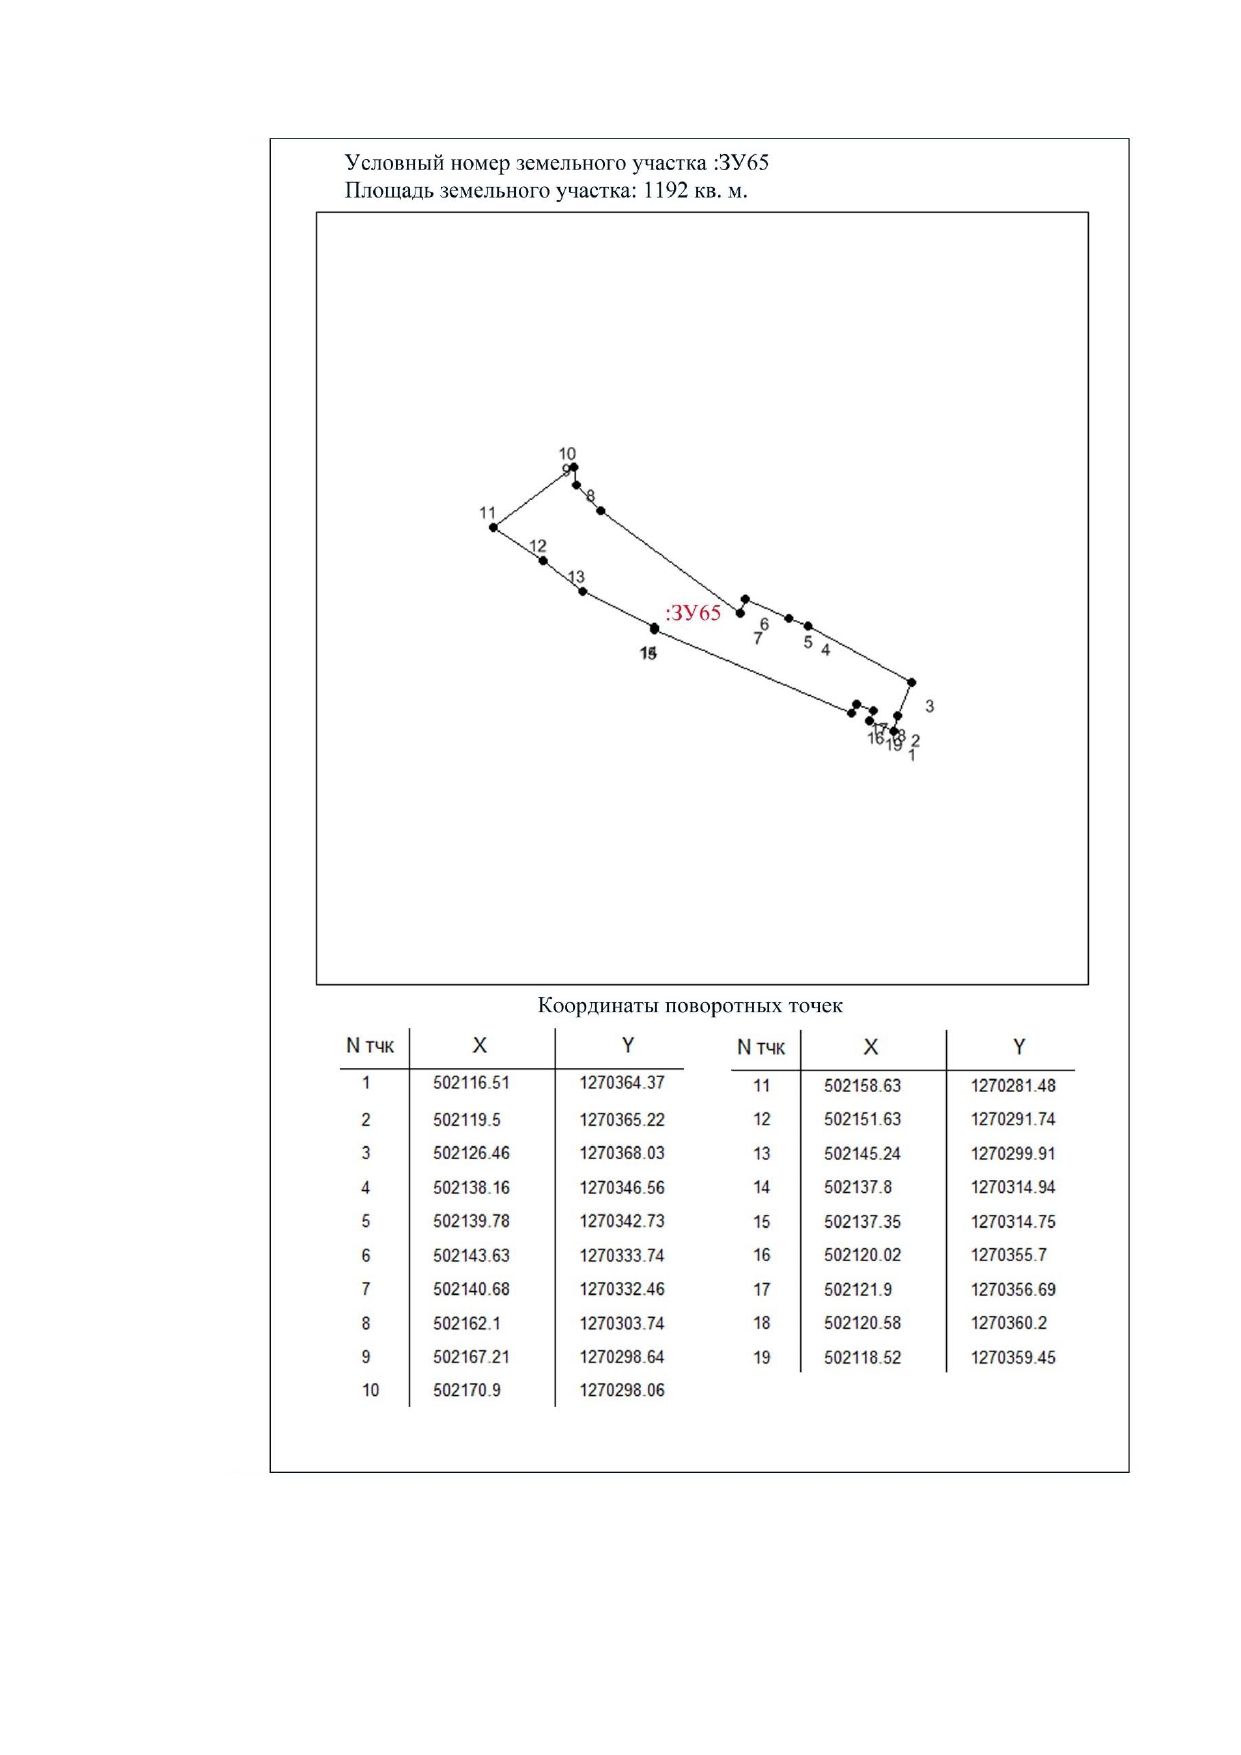 Условный номер земельного участка :ЗУ65
Площадь земельного участка: 1192 кв. м.
10
9
8
11
12
13
:ЗУ65
6
7
5
4
15
3
17
18
16
19
2
1
Координаты поворотных точек
N тчк X Y
1 502116.51 1270364.37
2 502119.5 1270365.22
3 502126.46 1270368.03
4 502138.16 1270346.56
5 502139.78 1270342.73
6 502143.63 1270333.74
7 502140.68 1270332.46
8 502162.1 1270303.74
9 502167.21 1270298.64
10 502170.9 1270298.06
N тчк X Y
11 502158.63 1270281.48
12 502151.63 1270291.74
13 502145.24 1270299.91
14 502137.8 1270314.94
15 502137.35 1270314.75
16 502120.02 1270355.7
17 502121.9 1270356.69
18 502120.58 1270360.2
19 502118.52 1270359.45